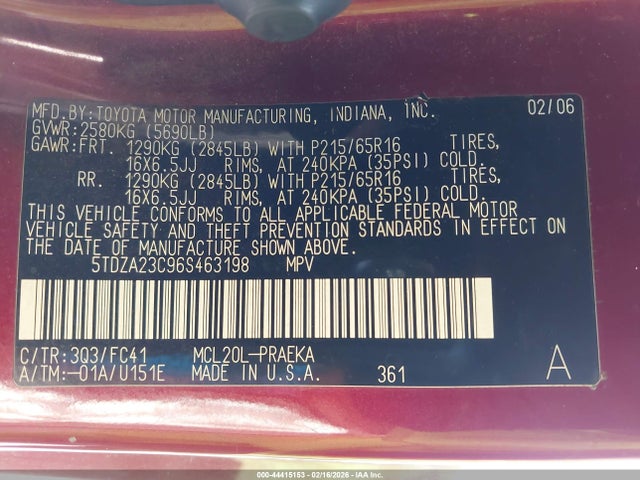 MFD.BY:TOYOTA MOTOR MANUFACTURING, INDIANA, INC. 02/06
GVWR:2580KG (5690LB)
GAWR:FRT. 1290KG (2845LB) WITH P215/65R16 TIRES,
16X6.5JJ RIMS, AT 240KPA (35PSI) COLD.
RR. 1290KG (2845LB) WITH P215/65R16 TIRES,
16X6.5JJ RIMS, AT 240KPA (35PSI) COLD.
THIS VEHICLE CONFORMS TO ALL APPLICABLE FEDERAL MOTOR
VEHICLE SAFETY AND THEFT PREVENTION STANDARDS IN EFFECT ON
THE DATE OF MANUFACTURE SHOWN ABOVE.
5TDZA23C96S463198 MPV
C/TR:3Q3/FC41 MCL20L-PRAEKA
A/TM:-01A/U151E MADE IN U.S.A. 361 A
000-44415153 - 02/16/2026 - IAAI.com